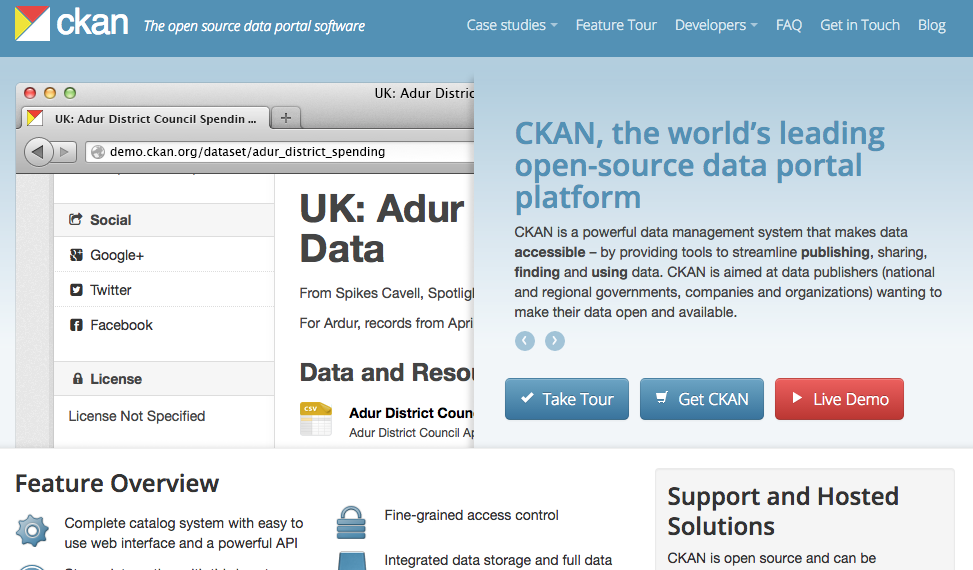 ckan The open source data portal software
Case studies Feature Tour Developers FAQ Get in Touch Blog
UK: Adur Distric
UK: Adur District Council Spendin ...
demo.ckan.org/dataset/adur_district_spending
Social
Google+
Twitter
Facebook
License
License Not Specified
UK: Adur
Data
From Spikes Cavell, Spotlig
For Ardur, records from Apri
Data and Resou
CSV
Adur District Coun
Adur District Council Ap
CKAN, the world's leading
open-source data portal
platform
CKAN is a powerful data management system that makes data
accessible – by providing tools to streamline publishing, sharing,
finding and using data. CKAN is aimed at data publishers (national
and regional governments, companies and organizations) wanting to
make their data open and available.
Take Tour
Get CKAN
Live Demo
Feature Overview
Complete catalog system with easy to
use web interface and a powerful API
Fine-grained access control
Integrated data storage and full data
Support and Hosted
Solutions
CKAN is open source and can be